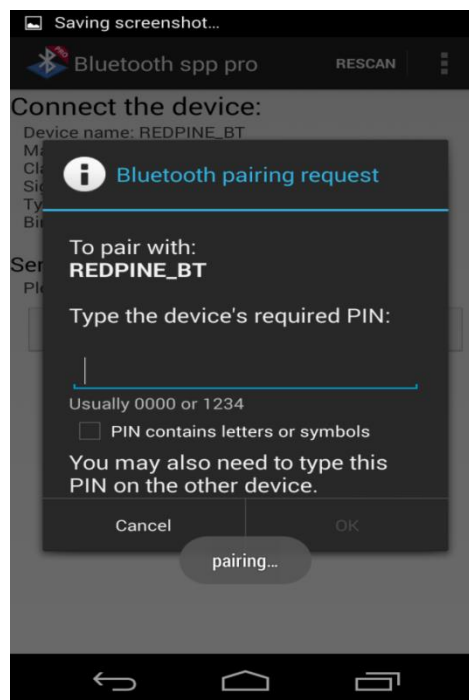 Saving screenshot...
Bluetooth spp pro
RESCAN
Connect the device:
Device name: REDPINE_BT
Bluetooth pairing request
To pair with:
REDPINE_BT
Type the device's required PIN:
Usually 0000 or 1234
PIN contains letters or symbols
You may also need to type this
PIN on the other device.
Cancel
OK
pairing...